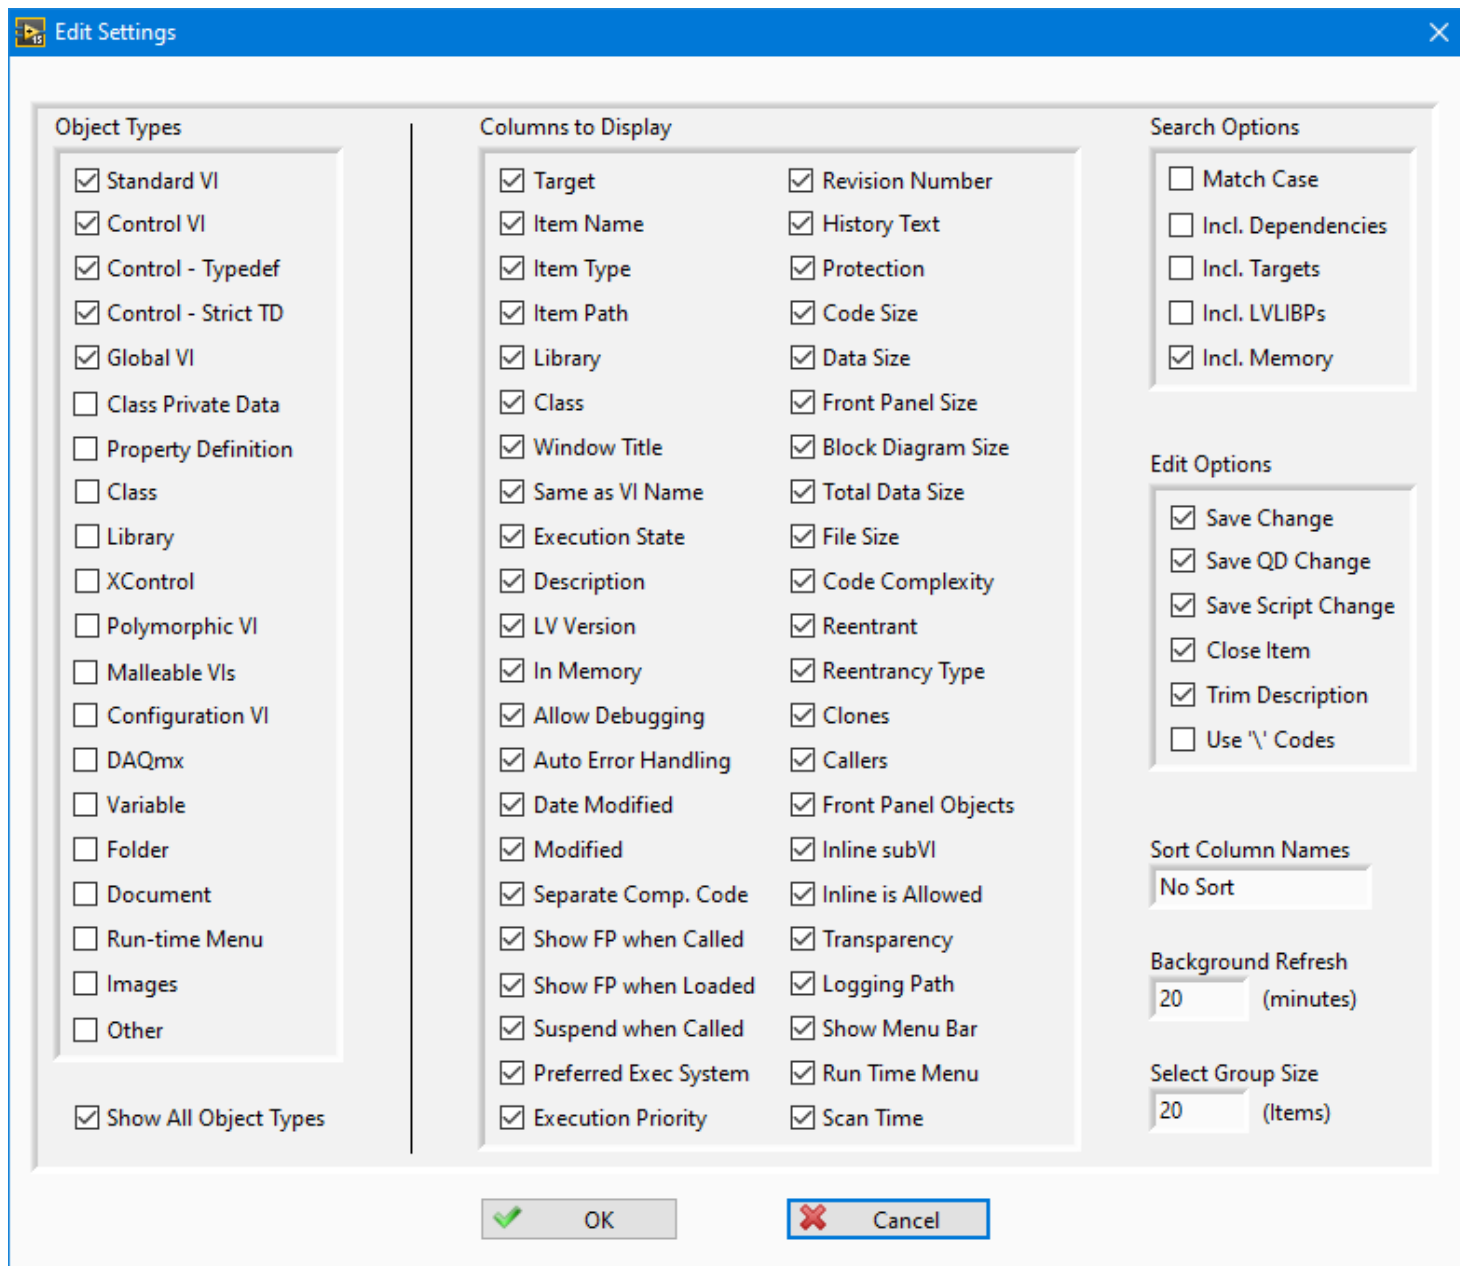 Edit Settings
Object Types
Standard VI
Control VI
Control - Typedef
Control - Strict TD
Global VI
Class Private Data
Property Definition
Class
Library
XControl
Polymorphic VI
Malleable VIs
Configuration VI
DAQmx
Variable
Folder
Document
Run-time Menu
Images
Other
Show All Object Types
Columns to Display
Target
Item Name
Item Type
Item Path
Library
Class
Window Title
Same as VI Name
Execution State
Description
LV Version
In Memory
Allow Debugging
Auto Error Handling
Date Modified
Modified
Separate Comp. Code
Show FP when Called
Show FP when Loaded
Suspend when Called
Preferred Exec System
Execution Priority
Revision Number
History Text
Protection
Code Size
Data Size
Front Panel Size
Block Diagram Size
Total Data Size
File Size
Code Complexity
Reentrant
Reentrancy Type
Clones
Callers
Front Panel Objects
Inline subVI
Inline is Allowed
Transparency
Logging Path
Show Menu Bar
Run Time Menu
Scan Time
Search Options
Match Case
Incl. Dependencies
Incl. Targets
Incl. LVLIBPs
Incl. Memory
Edit Options
Save Change
Save QD Change
Save Script Change
Close Item
Trim Description
Use '\' Codes
Sort Column Names
No Sort
Background Refresh
20 (minutes)
Select Group Size
20 (Items)
OK
Cancel